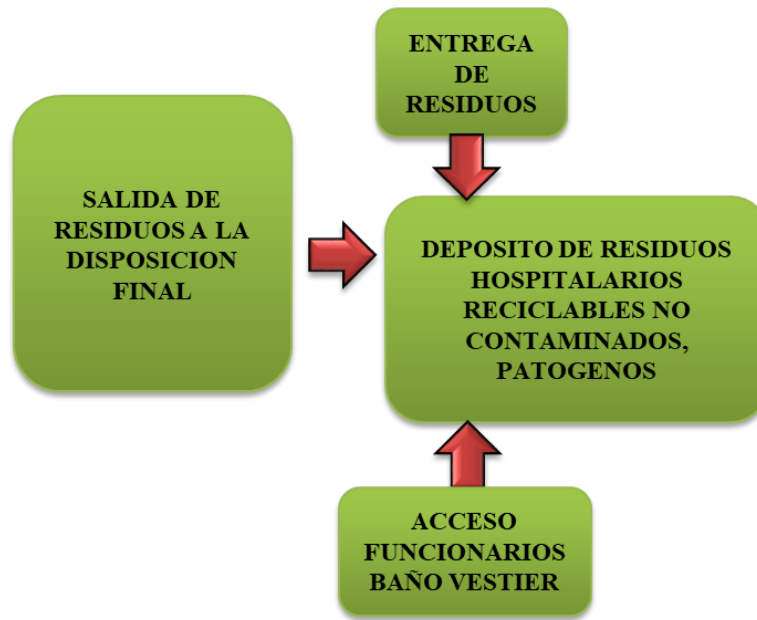 ENTREGA
DE
RESIDUOS
SALIDA DE
RESIDUOS A LA
DISPOSICION
FINAL
DEPOSITO DE RESIDUOS
HOSPITALARIOS
RECICLABLES NO
CONTAMINADOS,
PATOGENOS
ACCESO
FUNCIONARIOS
BAÑO VESTIER